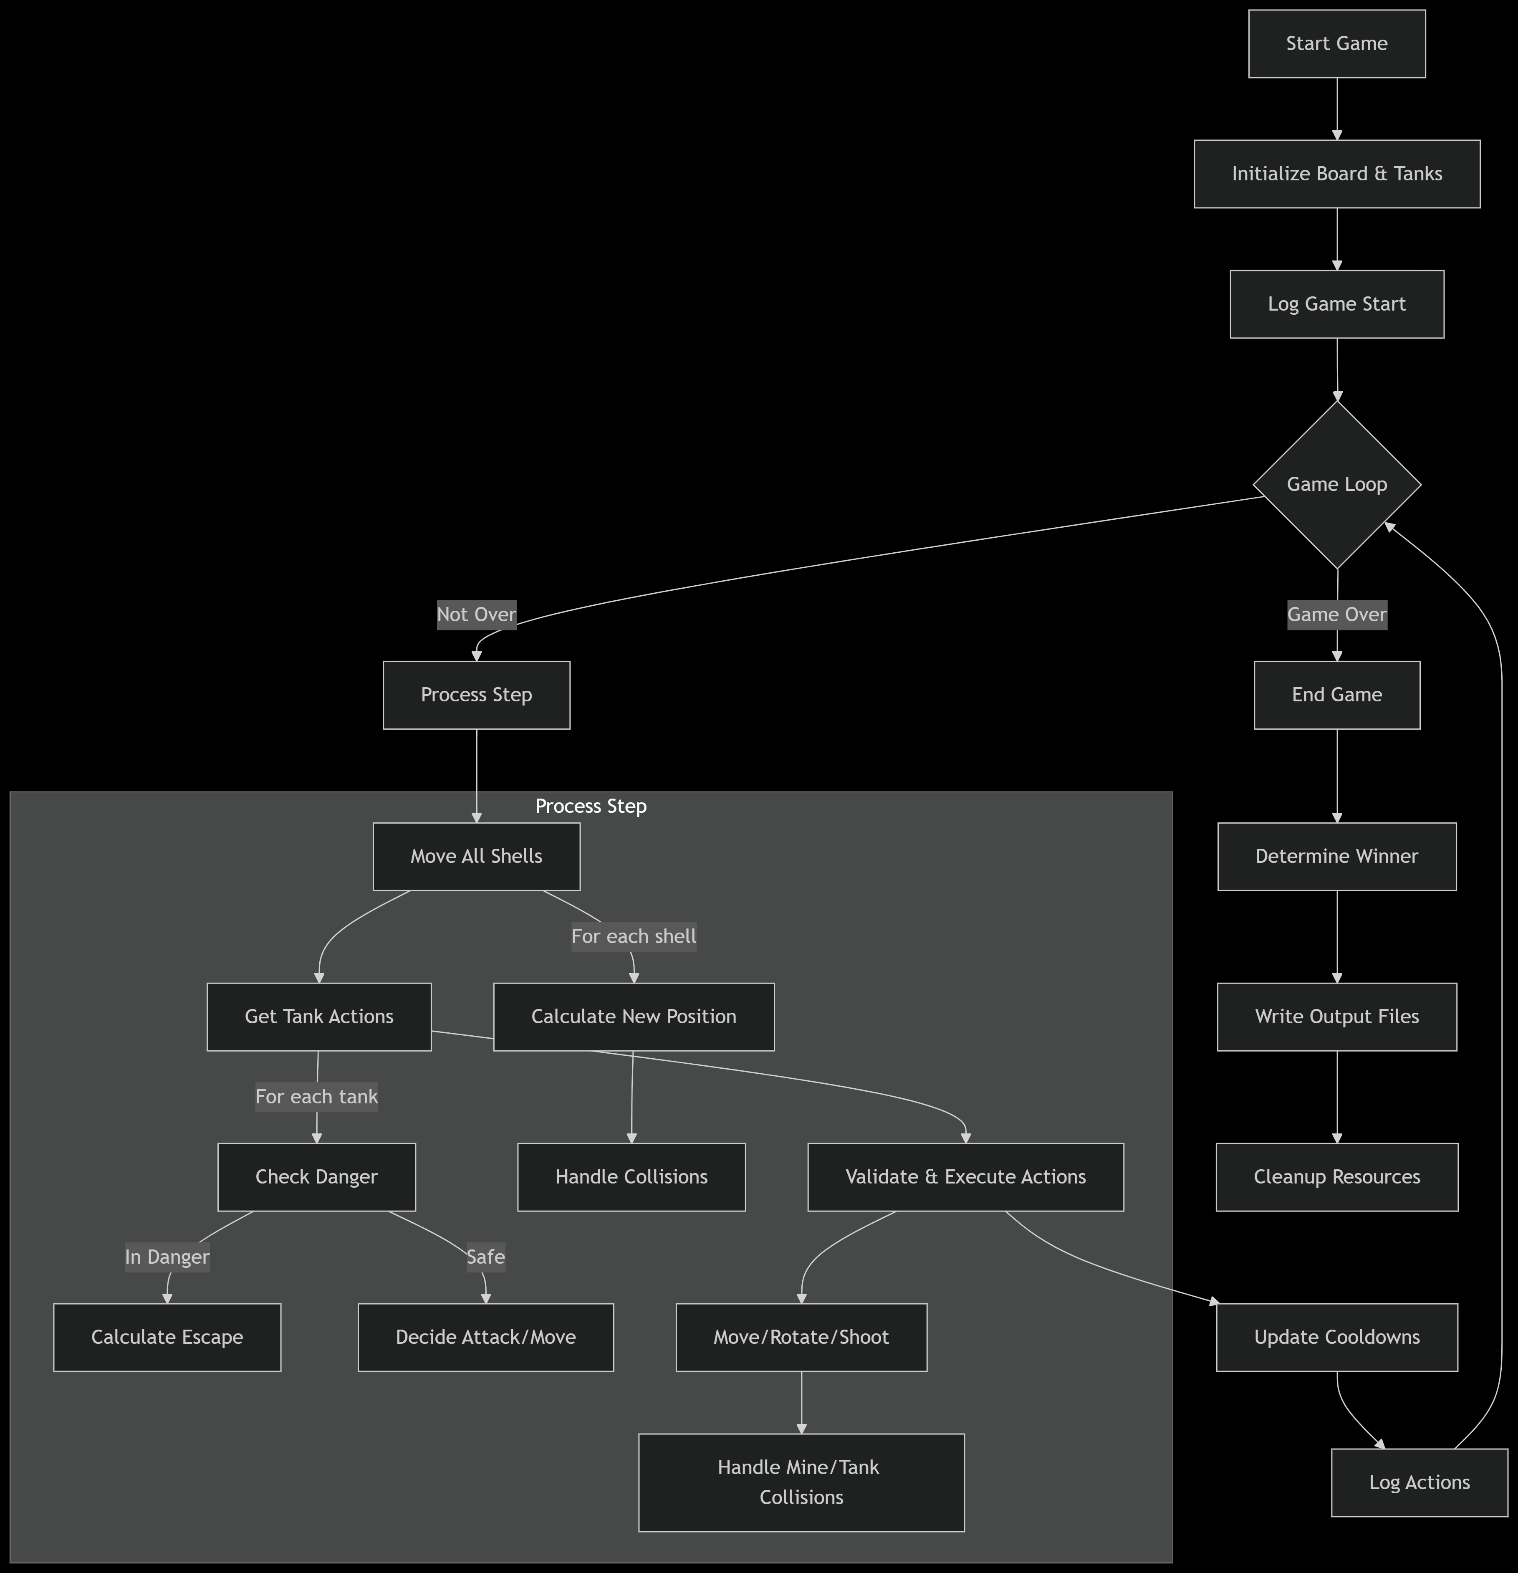 Start Game
Initialize Board & Tanks
Log Game Start
Game Loop
Not Over
Game Over
Process Step
End Game
Process Step
Move All Shells
Determine Winner
For each shell
Get Tank Actions
Calculate New Position
Write Output Files
For each tank
Check Danger
Handle Collisions
Validate & Execute Actions
Cleanup Resources
In Danger
Safe
Calculate Escape
Decide Attack/Move
Move/Rotate/Shoot
Update Cooldowns
Handle Mine/Tank
Collisions
Log Actions